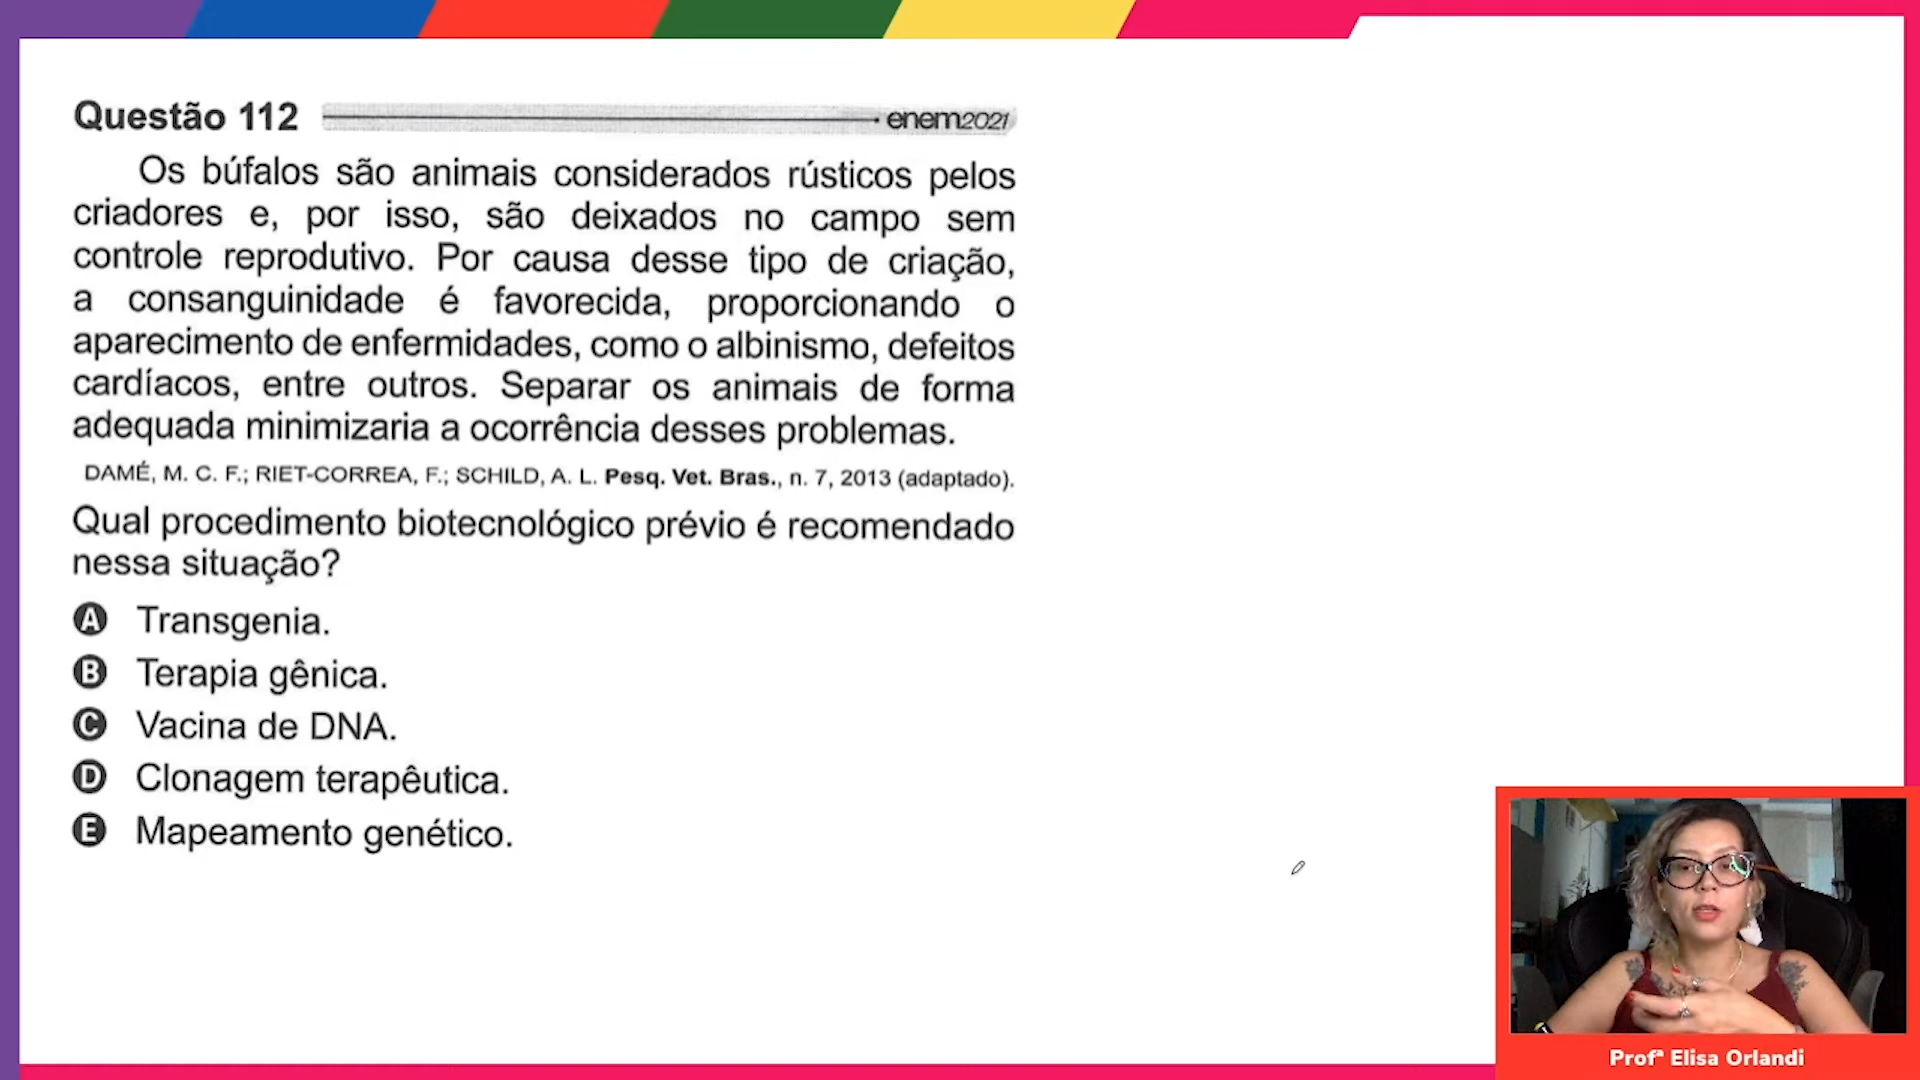 Questão 112
enem2021
Os búfalos são animais considerados rústicos pelos
criadores e, por isso, são deixados no campo sem
controle reprodutivo. Por causa desse tipo de criação,
a consanguinidade é favorecida, proporcionando o
aparecimento de enfermidades, como o albinismo, defeitos
cardíacos, entre outros. Separar os animais de forma
adequada minimizaria a ocorrência desses problemas.
DAMÉ, M. C. F.; RIET-CORREA, F.; SCHILD, A. L. Pesq. Vet. Bras., n. 7, 2013 (adaptado).
Qual procedimento biotecnológico prévio é recomendado
nessa situação?
A Transgenia.
B Terapia gênica.
C Vacina de DNA.
D Clonagem terapêutica.
E Mapeamento genético.
Profª Elisa Orlandi